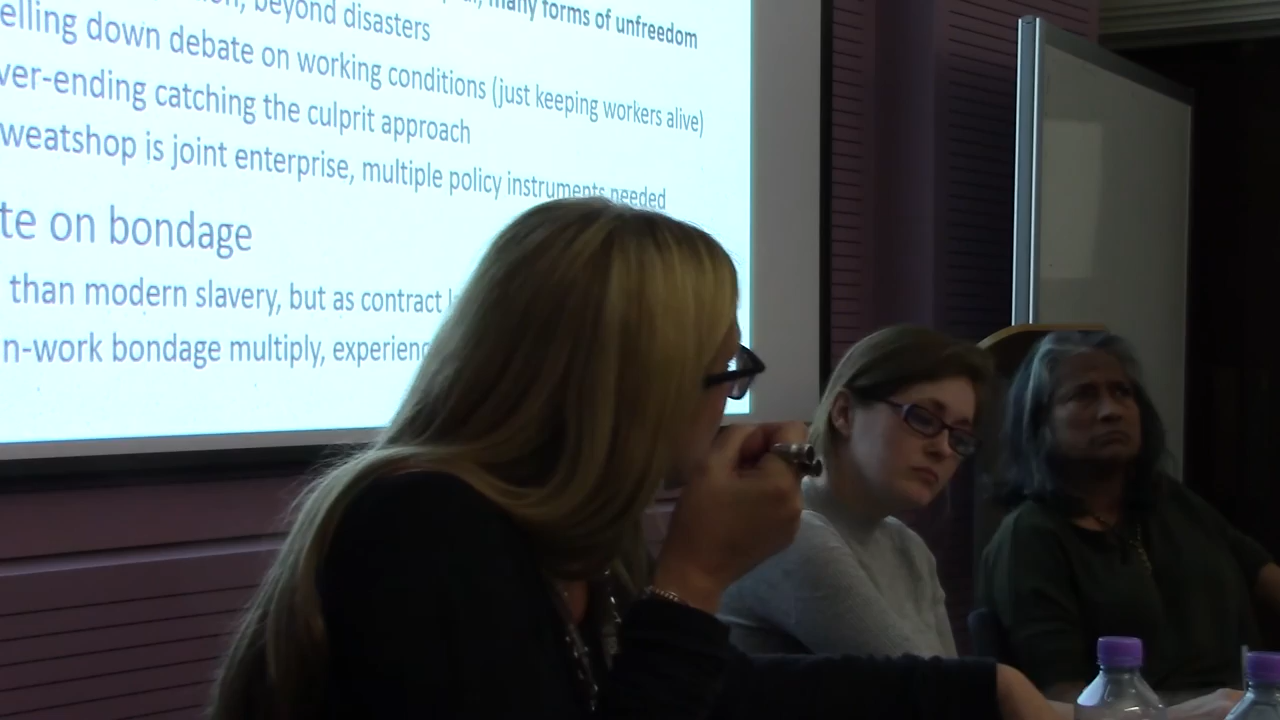 many forms of unfreedom
beyond disasters
elling down debate on working conditions (just keeping workers alive)
ver-ending catching the culprit approach
weatshop is joint enterprise, multiple policy instruments needed
te on bondage
than modern slavery, but as contract
n-work bondage multiply, experienc